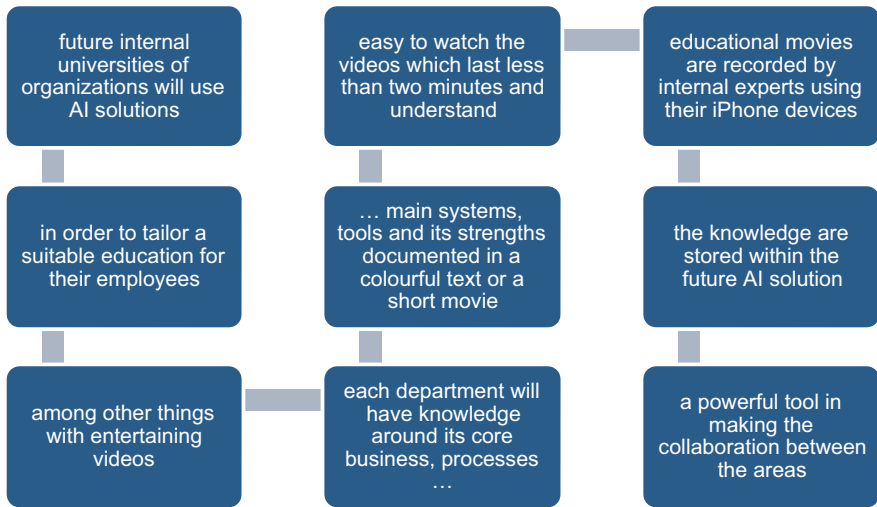 future internal
universities of
organizations will use
AI solutions
in order to tailor a
suitable education for
their employees
among other things
with entertaining
videos
each department will
have knowledge
around its core
business, processes
…
… main systems,
tools and its strengths
documented in a
colourful text or a
short movie
easy to watch the
videos which last less
than two minutes and
understand
educational movies
are recorded by
internal experts using
their iPhone devices
the knowledge are
stored within the
future AI solution
a powerful tool in
making the
collaboration between
the areas